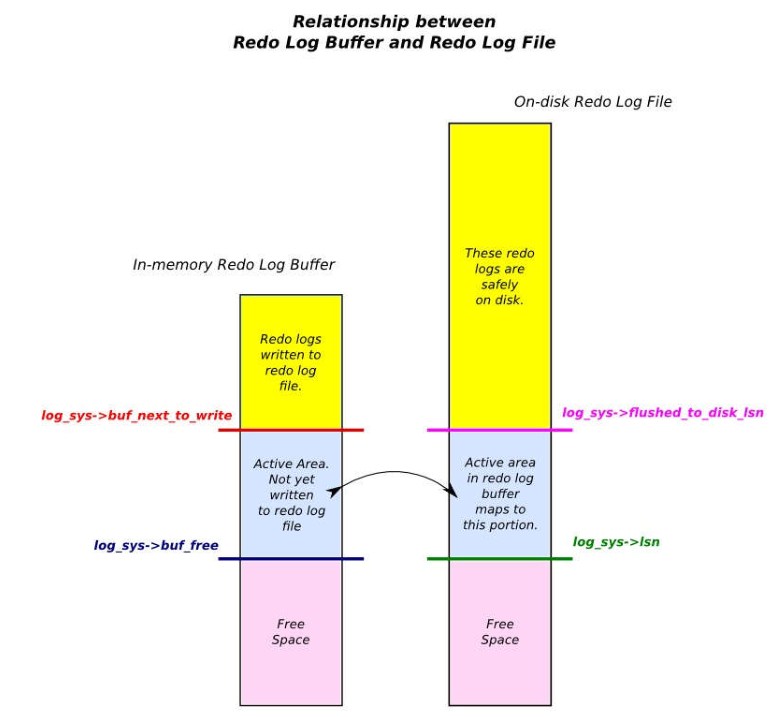 Relationship between
Redo Log Buffer and Redo Log File
On-disk Redo Log File
In-memory Redo Log Buffer
These redo
logs are
safely
on disk.
Redo logs
written to
redo log
file.
log_sys->buf_next_to_write
log_sys->flushed_to_disk_lsn
Active Area.
Not yet
written
to redo log
file
Active area
in redo log
buffer
maps to
this portion.
log_sys->buf_free
log_sys->lsn
Free
Space
Free
Space